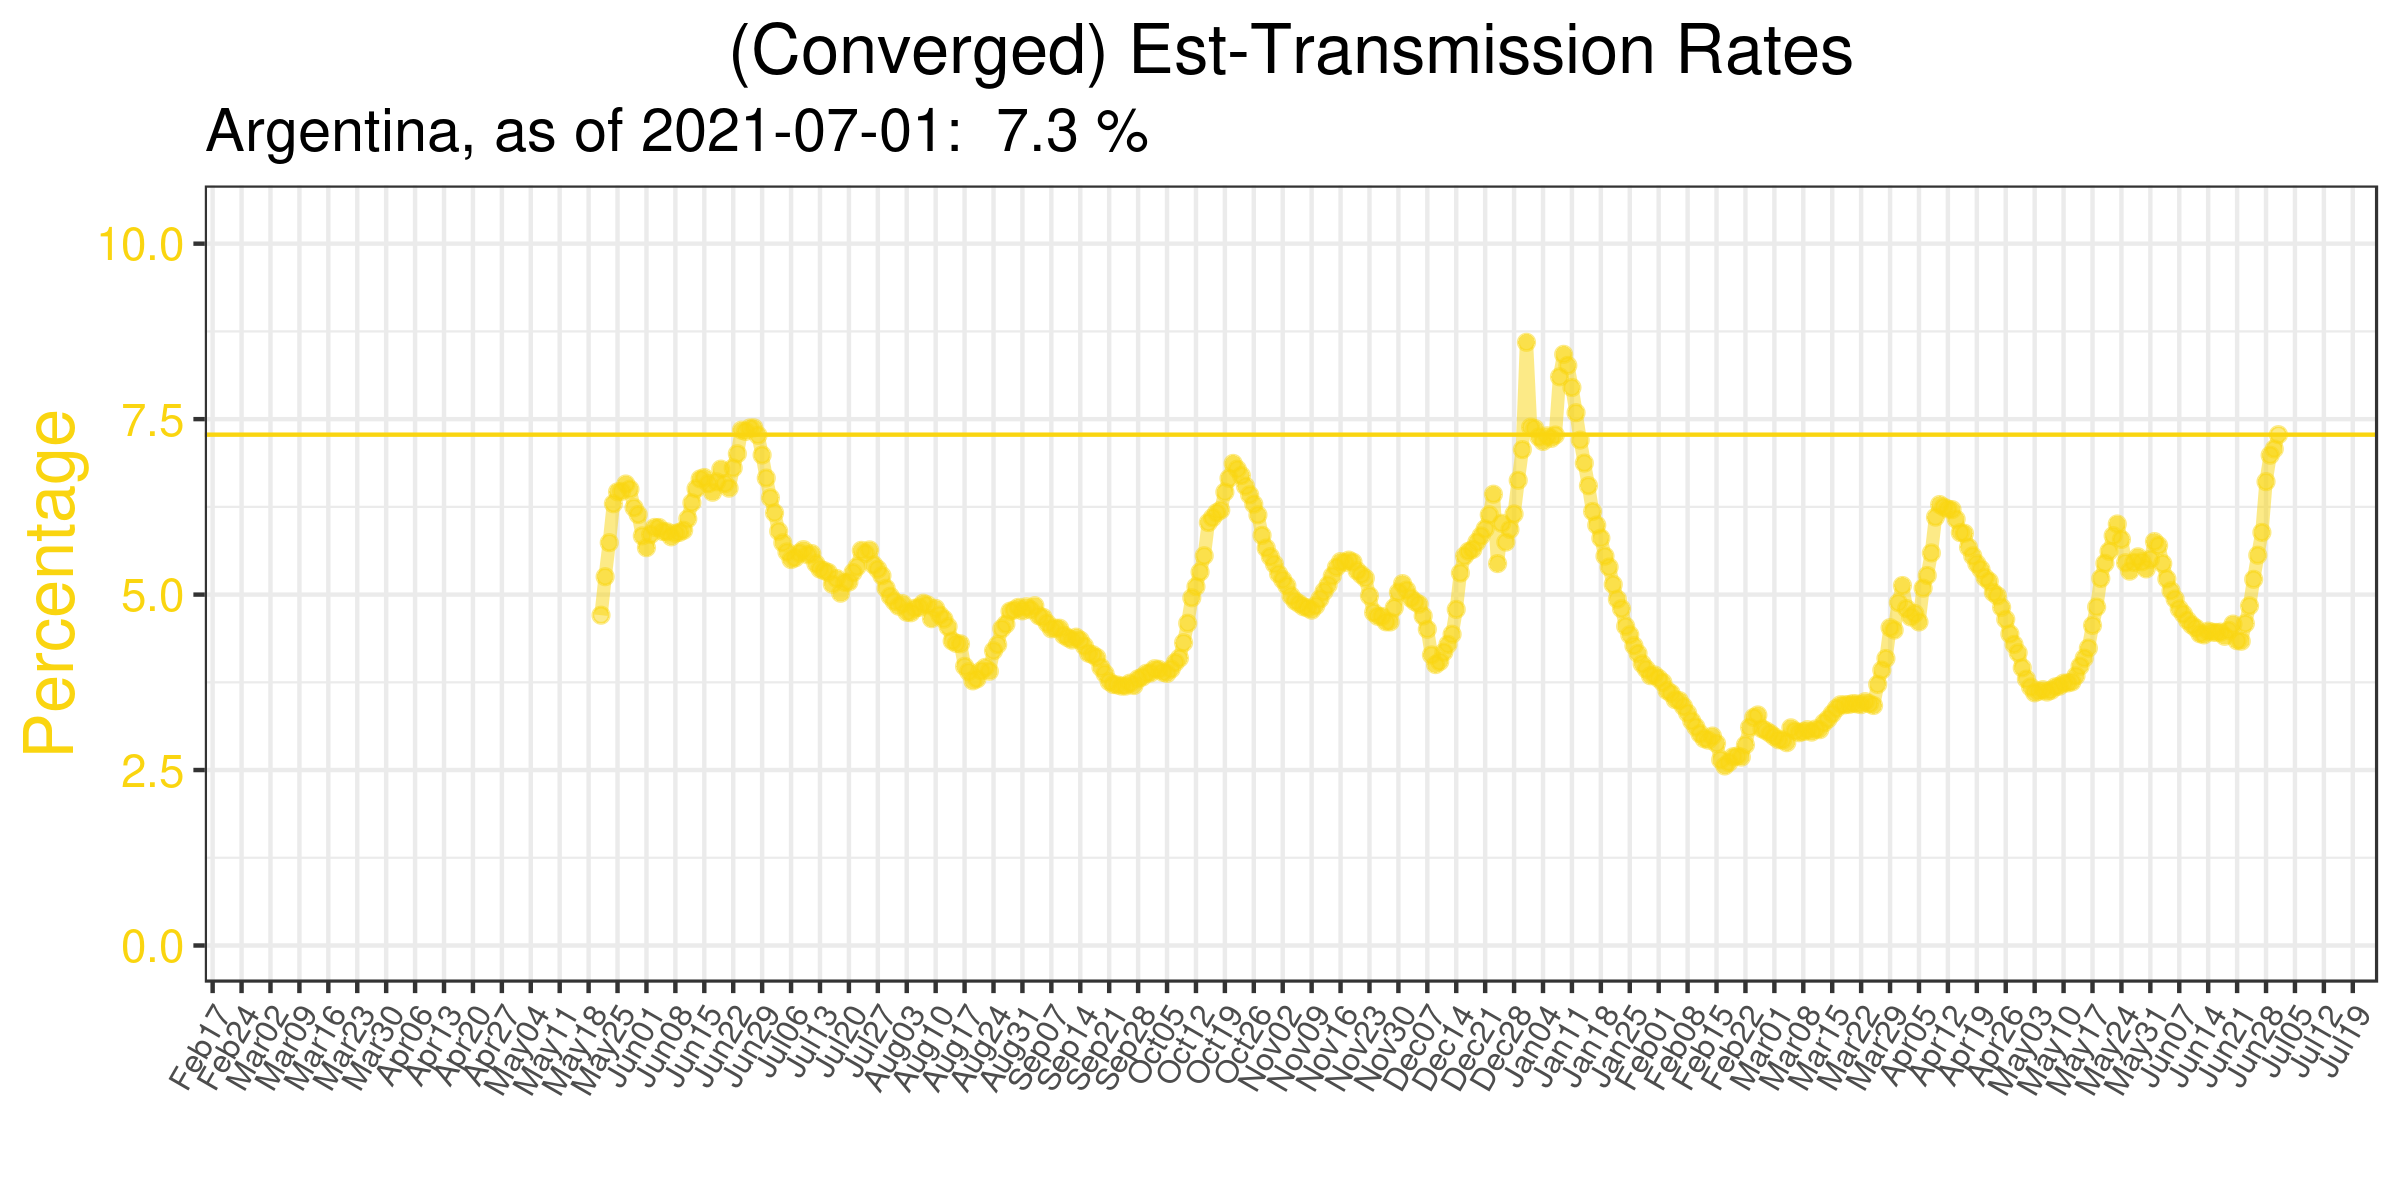 (Converged) Est-Transmission Rates
Argentina, as of 2021-07-01:  7.3 %
Percentage
10.0
7.5
5.0
2.5
0.0
Feb17
Feb24
Mar02
Mar09
Mar16
Mar23
Mar30
Apr06
Apr13
Apr20
Apr27
May04
May11
May18
May25
Jun01
Jun08
Jun15
Jun22
Jun29
Jul06
Jul13
Jul20
Jul27
Aug03
Aug10
Aug17
Aug24
Aug31
Sep07
Sep14
Sep21
Sep28
Oct05
Oct12
Oct19
Oct26
Nov02
Nov09
Nov16
Nov23
Nov30
Dec07
Dec14
Dec21
Dec28
Jan04
Jan11
Jan18
Jan25
Feb01
Feb08
Feb15
Feb22
Mar01
Mar08
Mar15
Mar22
Mar29
Apr05
Apr12
Apr19
Apr26
May03
May10
May17
May24
May31
Jun07
Jun14
Jun21
Jun28
Jul05
Jul12
Jul19